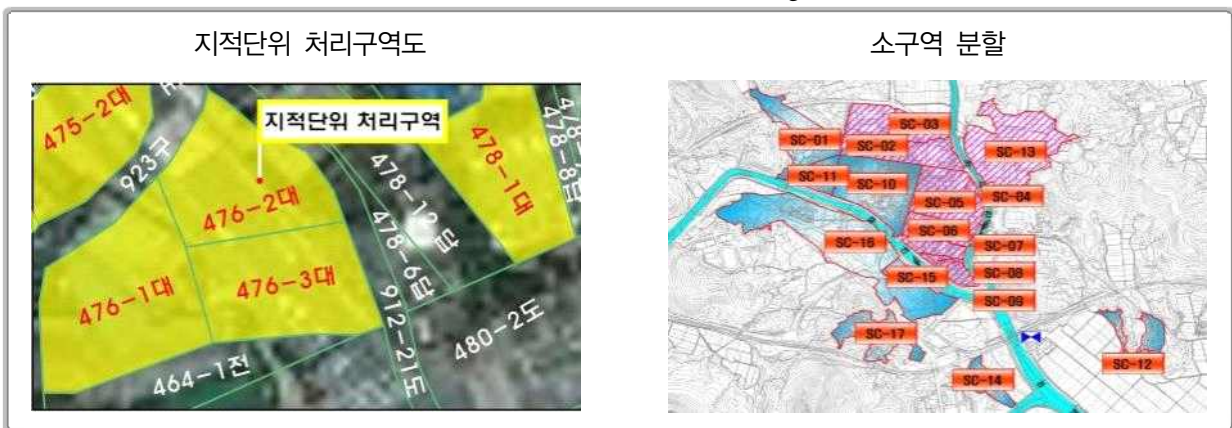 지적단위 처리구역도
소구역 분할
지적단위 처리구역
475-2대
923구
476-2대
476-1대
476-3대
464-1전
478-12답
478-6답
912-21도
478-1대
478-8답
480-2도
SC-01
SC-02
SC-03
SC-13
SC-11
SC-10
SC-04
SC-05
SC-06
SC-16
SC-07
SC-15
SC-08
SC-09
SC-17
SC-12
SC-14